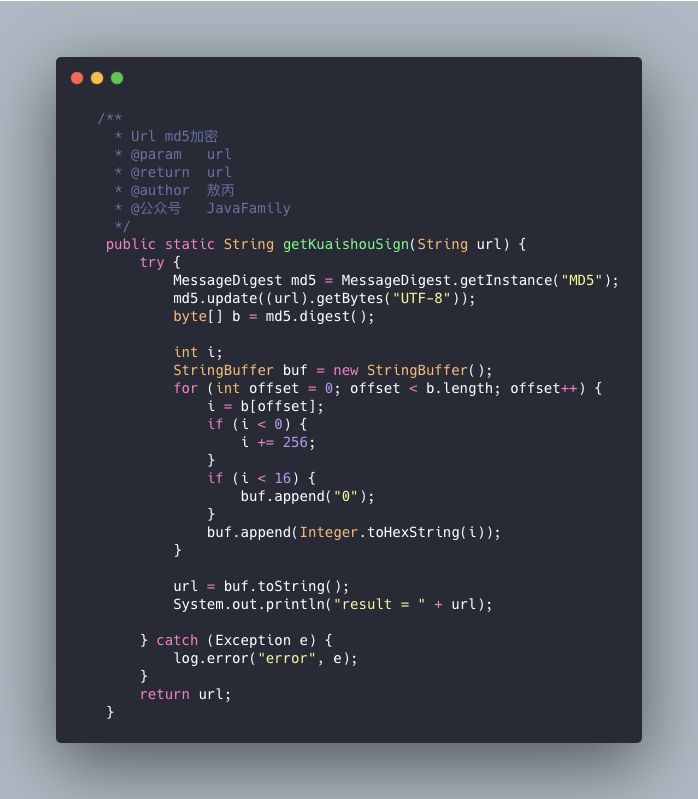 /**
 * Url md5加密
 * @param   url
 * @return  url
 * @author  敖丙
 * @公众号   JavaFamily
 */
public static String getKuaishouSign(String url) {
    try {
        MessageDigest md5 = MessageDigest.getInstance("MD5");
        md5.update((url).getBytes("UTF-8"));
        byte[] b = md5.digest();

        int i;
        StringBuffer buf = new StringBuffer();
        for (int offset = 0; offset < b.length; offset++) {
            i = b[offset];
            if (i < 0) {
                i += 256;
            }
            if (i < 16) {
                buf.append("0");
            }
            buf.append(Integer.toHexString(i));
        }

        url = buf.toString();
        System.out.println("result = " + url);

    } catch (Exception e) {
        log.error("error", e);
    }
    return url;
}